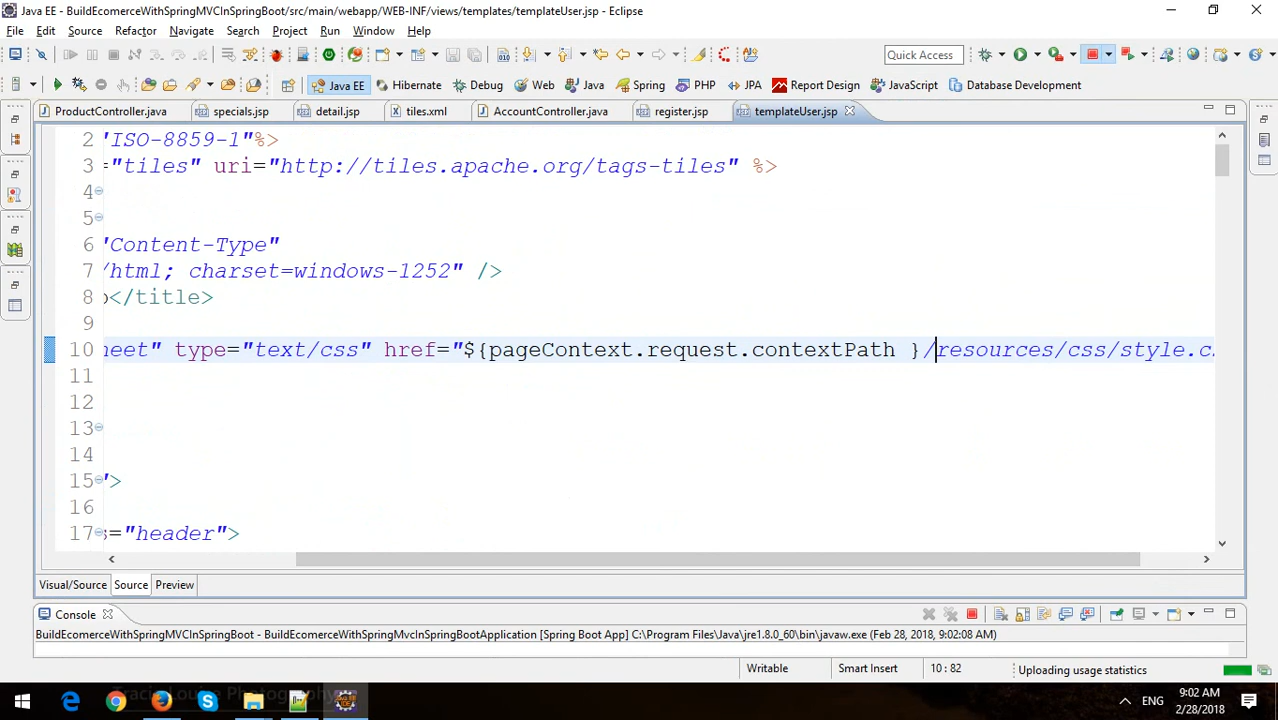 Java EE - BuildEcomerceWithSpringMVCInSpringBoot/src/main/webapp/WEB-INF/views/templates/templateUser.jsp - Eclipse
File Edit Source Refactor Navigate Search Project Run Window Help
Quick Access
Java EE Hibernate Debug Web Java Spring PHP JPA Report Design JavaScript Database Development
ProductController.java specials.jsp detail.jsp tiles.xml AccountController.java register.jsp templateUser.jsp
2 "ISO-8859-1"%>
3 ="tiles" uri="http://tiles.apache.org/tags-tiles" %>
4
5
6 "Content-Type"
7 /html; charset=windows-1252" />
8 o</title>
9
10 heet" type="text/css" href="${pageContext.request.contextPath }/resources/css/style.cs
11
12
13
14
15 ">
16
17 s="header">
Visual/Source Source Preview
Console
BuildEcomerceWithSpringMVCInSpringBoot - BuildEcomerceWithSpringMvcInSpringBootApplication [Spring Boot App] C:\Program Files\Java\jre1.8.0_60\bin\javaw.exe (Feb 28, 2018, 9:02:08 AM)
Writable Smart Insert 10 : 82 Uploading usage statistics
Tracie Louise Photography
ENG
9:02 AM
2/28/2018